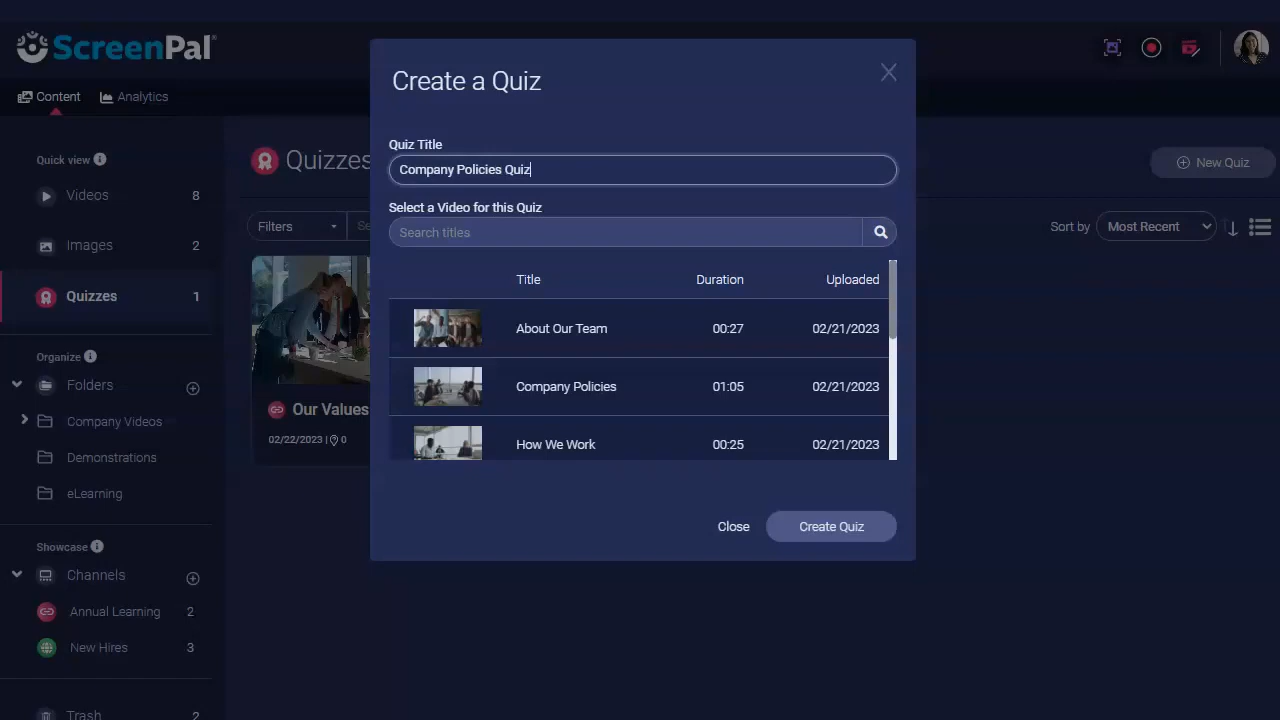 ScreenPal®
Content
Analytics
Quick view
Videos 8
Images 2
Quizzes 1
Organize
Folders
Company Videos
Demonstrations
eLearning
Showcase
Channels
Annual Learning 2
New Hires 3
Trash 2
Quizzes
New Quiz
Filters
Se
Sort by Most Recent
Our Values
02/22/2023 | 0
Create a Quiz
Quiz Title
Company Policies Quiz
Select a Video for this Quiz
Search titles
Title Duration Uploaded
About Our Team 00:27 02/21/2023
Company Policies 01:05 02/21/2023
How We Work 00:25 02/21/2023
Close
Create Quiz